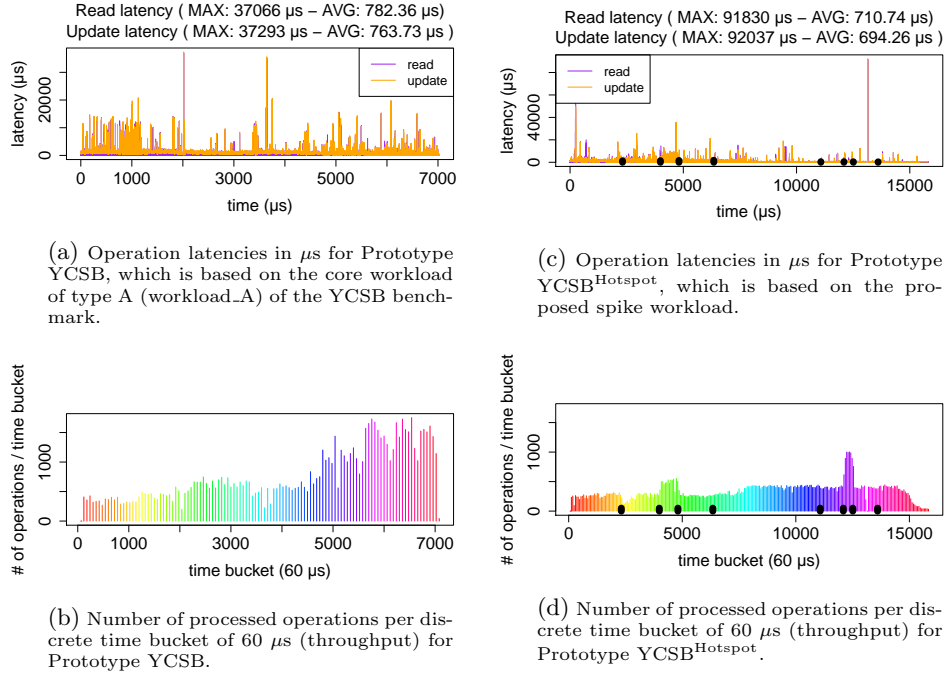 Read latency ( MAX: 37066 µs − AVG: 782.36 µs)
Update latency ( MAX: 37293 µs − AVG: 763.73 µs )
latency (µs)
20000
0
read
update
0 1000 3000 5000 7000
time (µs)
(a) Operation latencies in µs for Prototype
YCSB, which is based on the core workload
of type A (workload_A) of the YCSB bench-
mark.
Read latency ( MAX: 91830 µs − AVG: 710.74 µs)
Update latency ( MAX: 92037 µs − AVG: 694.26 µs )
latency (µs)
40000
0
read
update
0 5000 10000 15000
time (µs)
(c) Operation latencies in µs for Prototype
YCSB^Hotspot, which is based on the pro-
posed spike workload.
# of operations / time bucket
1000
0
0 1000 3000 5000 7000
time bucket (60 µs)
(b) Number of processed operations per dis-
crete time bucket of 60 µs (throughput) for
Prototype YCSB.
# of operations / time bucket
1000
0
0 5000 10000 15000
time bucket (60 µs)
(d) Number of processed operations per dis-
crete time bucket of 60 µs (throughput) for
Prototype YCSB^Hotspot.